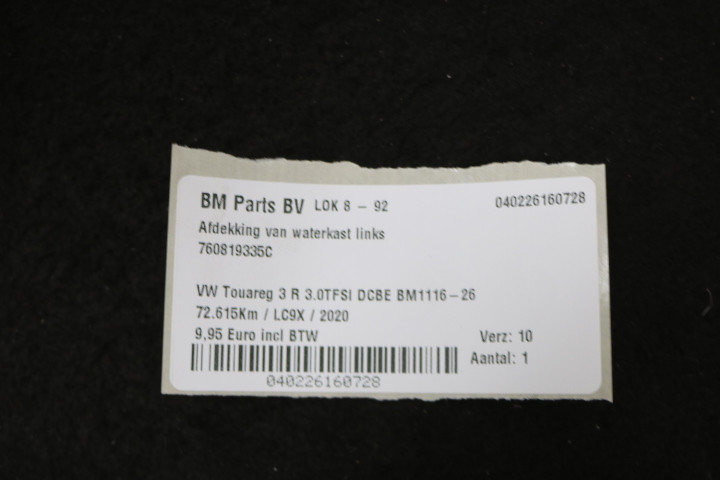 BM Parts BV LOK 8 - 92 040226160728
Afdekking van waterkast links
760819335C
VW Touareg 3 R 3.0TFSI DCBE BM1116-26
72.615Km / LC9X / 2020
9,95 Euro incl BTW Verz: 10
Aantal: 1
040226160728